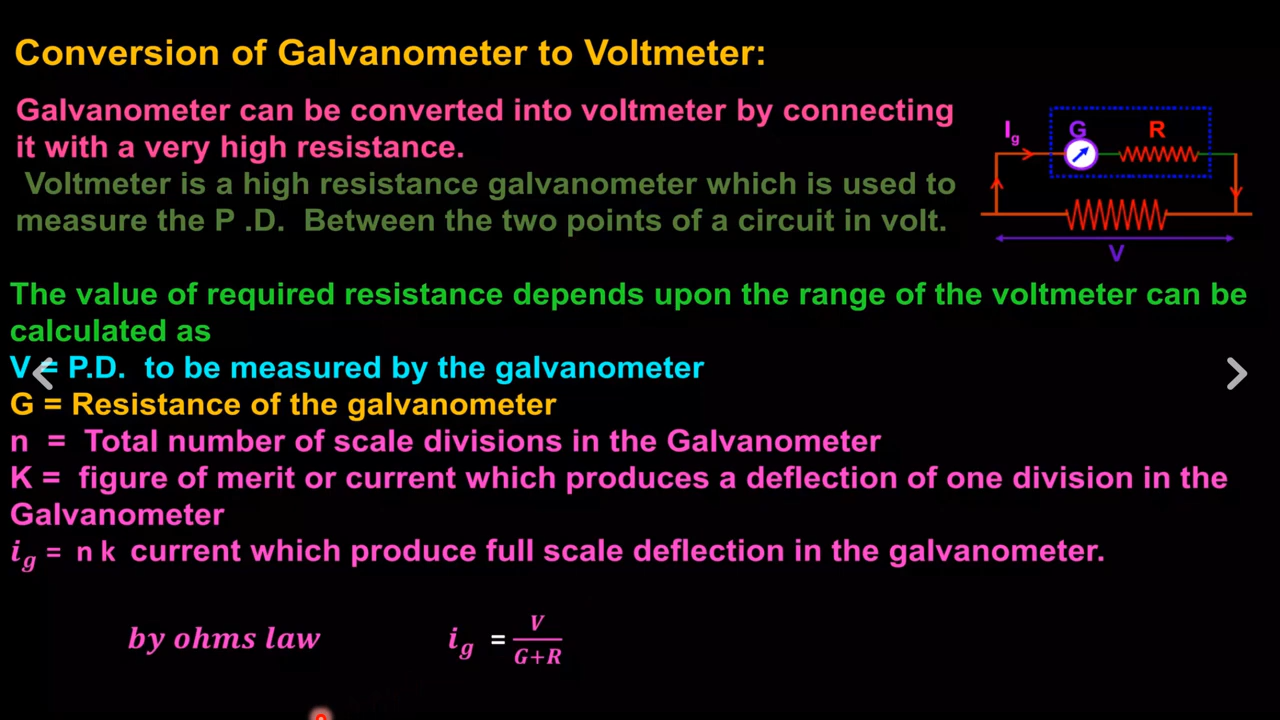 Conversion of Galvanometer to Voltmeter:
Galvanometer can be converted into voltmeter by connecting
it with a very high resistance.
Voltmeter is a high resistance galvanometer which is used to
measure the P .D.  Between the two points of a circuit in volt.
I_g G R
V
The value of required resistance depends upon the range of the voltmeter can be
calculated as
V = P.D.  to be measured by the galvanometer
G = Resistance of the galvanometer
n  =  Total number of scale divisions in the Galvanometer
K =  figure of merit or current which produces a deflection of one division in the
Galvanometer
i_g =  n k  current which produce full scale deflection in the galvanometer.
by ohms law i_g = V/(G+R)